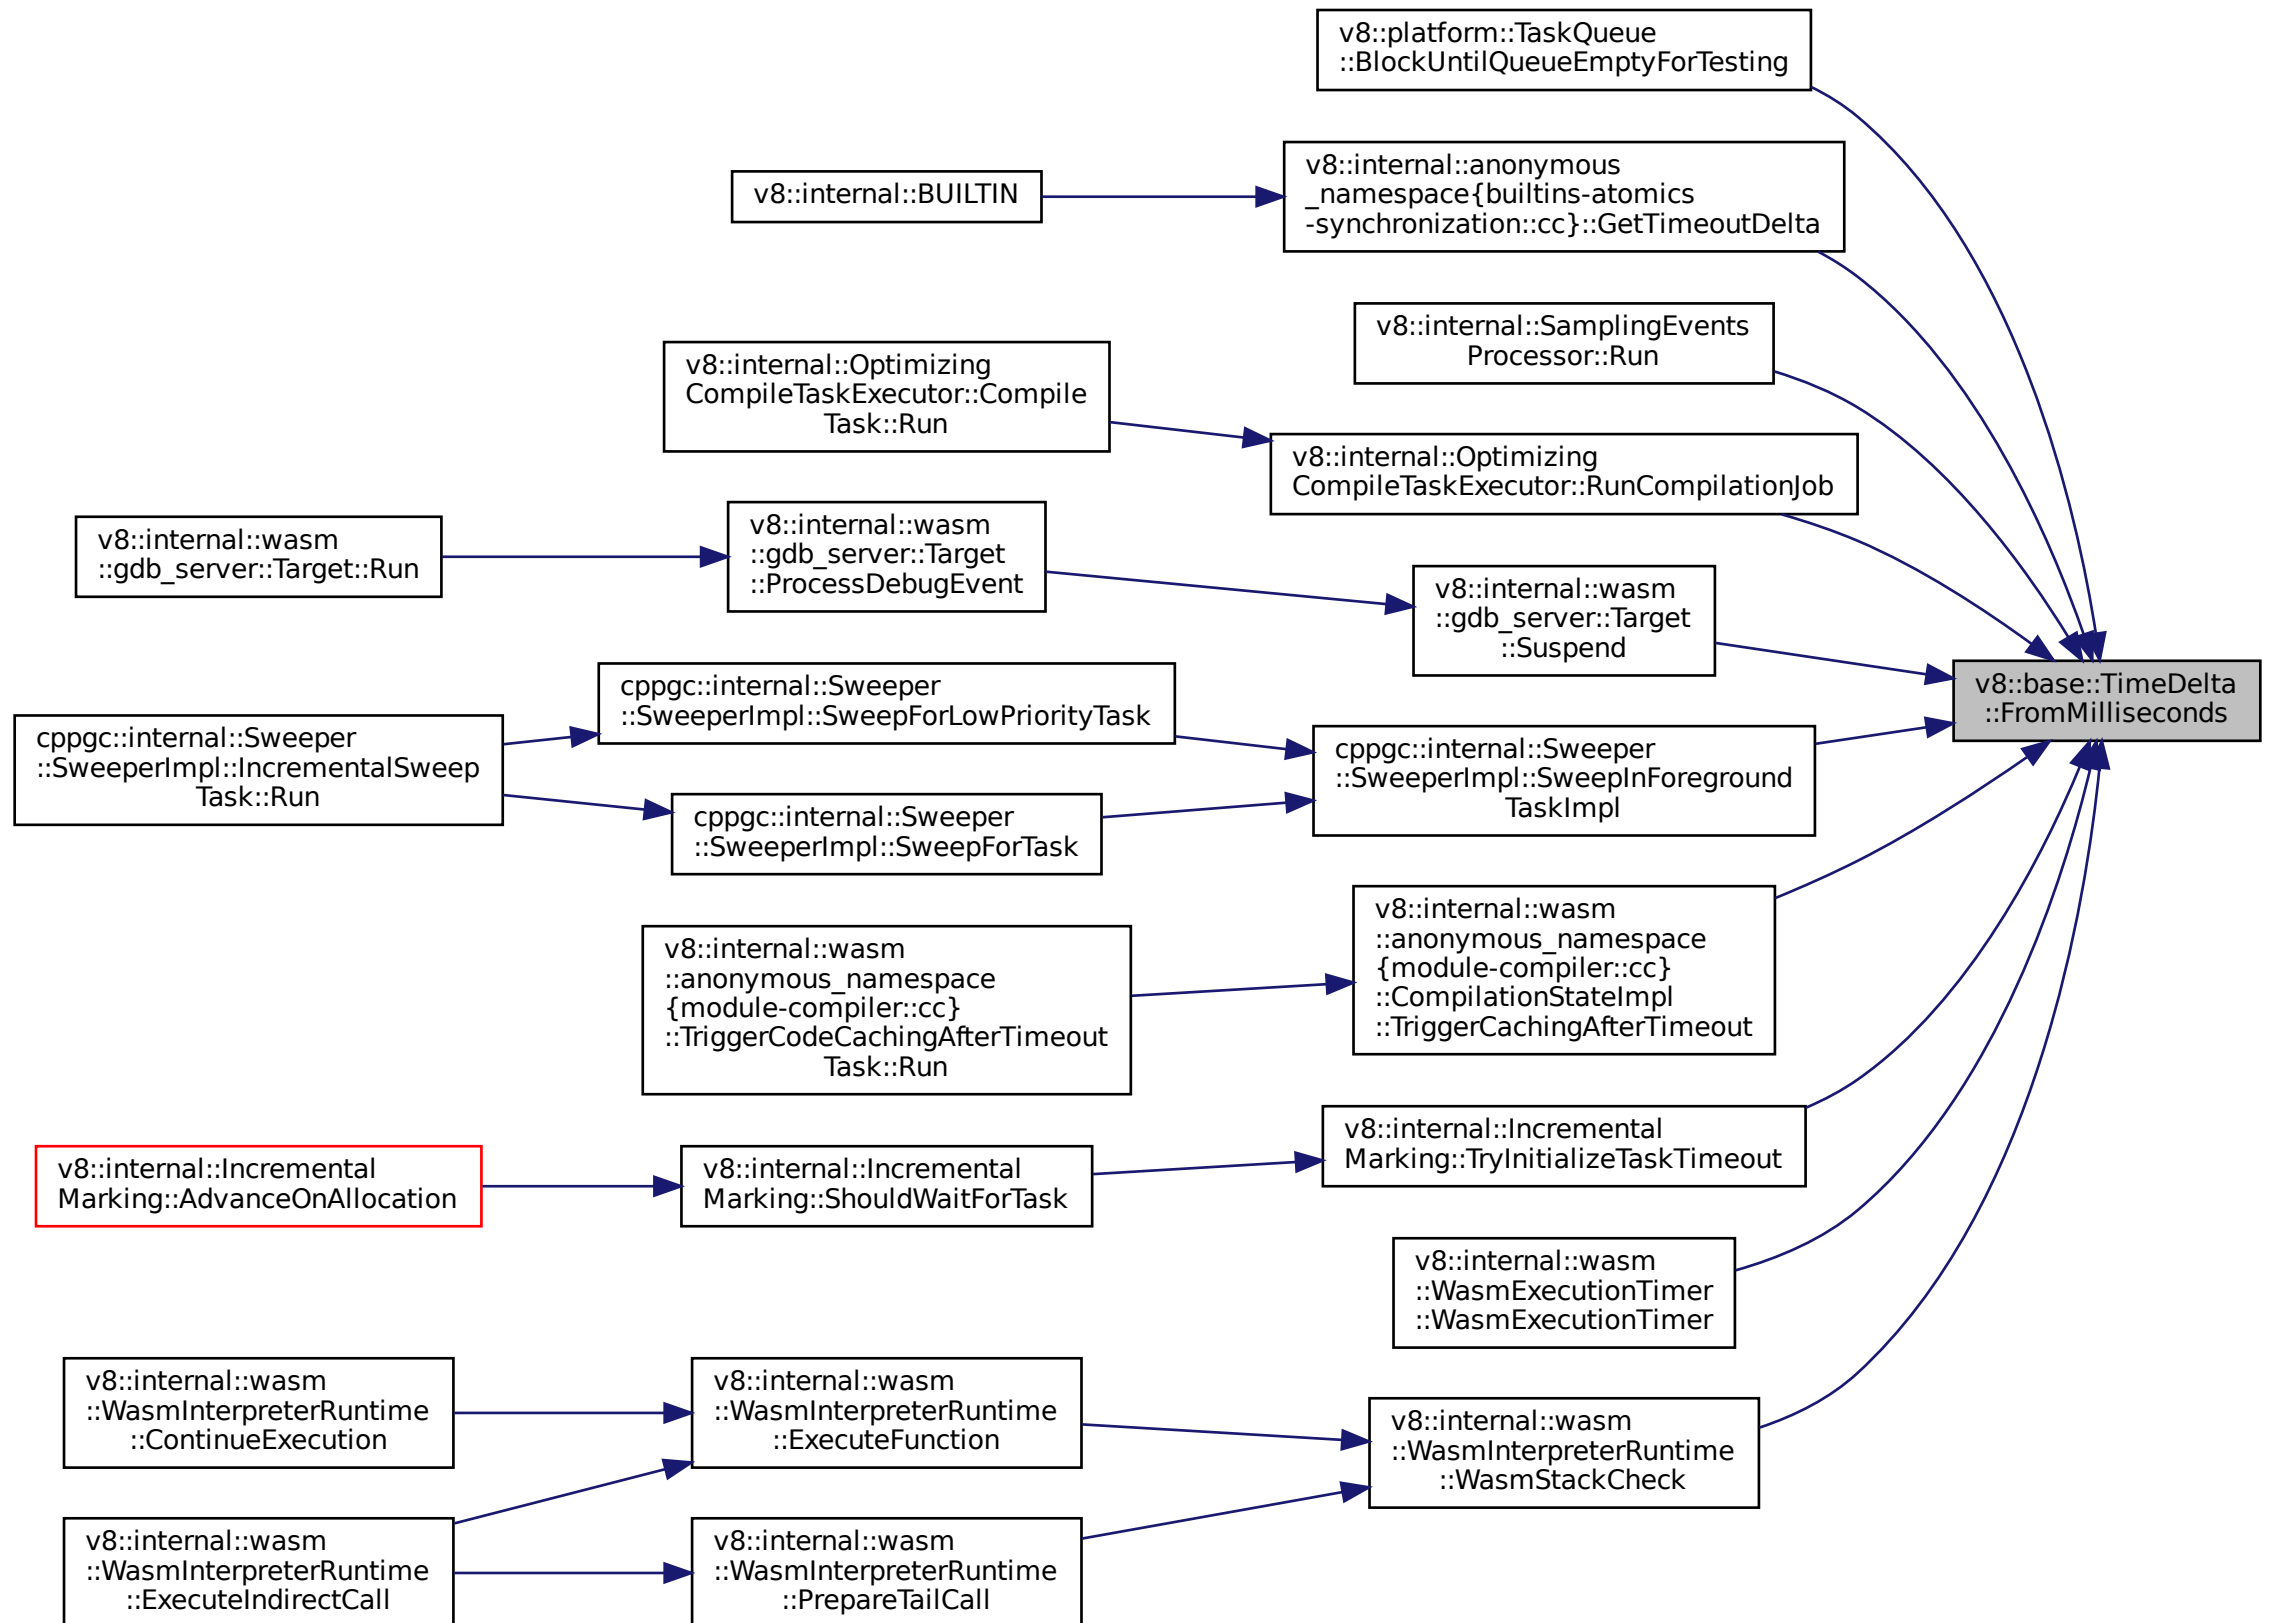 v8::platform::TaskQueue
::BlockUntilQueueEmptyForTesting
v8::internal::anonymous
_namespace{builtins-atomics
-synchronization::cc}::GetTimeoutDelta
v8::internal::BUILTIN
v8::internal::SamplingEvents
Processor::Run
v8::internal::Optimizing
CompileTaskExecutor::Compile
Task::Run
v8::internal::Optimizing
CompileTaskExecutor::RunCompilationJob
v8::internal::wasm
::gdb_server::Target::Run
v8::internal::wasm
::gdb_server::Target
::ProcessDebugEvent
v8::internal::wasm
::gdb_server::Target
::Suspend
v8::base::TimeDelta
::FromMilliseconds
cppgc::internal::Sweeper
::SweeperImpl::SweepForLowPriorityTask
cppgc::internal::Sweeper
::SweeperImpl::IncrementalSweep
Task::Run
cppgc::internal::Sweeper
::SweeperImpl::SweepInForeground
TaskImpl
cppgc::internal::Sweeper
::SweeperImpl::SweepForTask
v8::internal::wasm
::anonymous_namespace
{module-compiler::cc}
::CompilationStateImpl
::TriggerCachingAfterTimeout
v8::internal::wasm
::anonymous_namespace
{module-compiler::cc}
::TriggerCodeCachingAfterTimeout
Task::Run
v8::internal::Incremental
Marking::TryInitializeTaskTimeout
v8::internal::Incremental
Marking::AdvanceOnAllocation
v8::internal::Incremental
Marking::ShouldWaitForTask
v8::internal::wasm
::WasmExecutionTimer
::WasmExecutionTimer
v8::internal::wasm
::WasmInterpreterRuntime
::ContinueExecution
v8::internal::wasm
::WasmInterpreterRuntime
::ExecuteFunction
v8::internal::wasm
::WasmInterpreterRuntime
::WasmStackCheck
v8::internal::wasm
::WasmInterpreterRuntime
::ExecuteIndirectCall
v8::internal::wasm
::WasmInterpreterRuntime
::PrepareTailCall